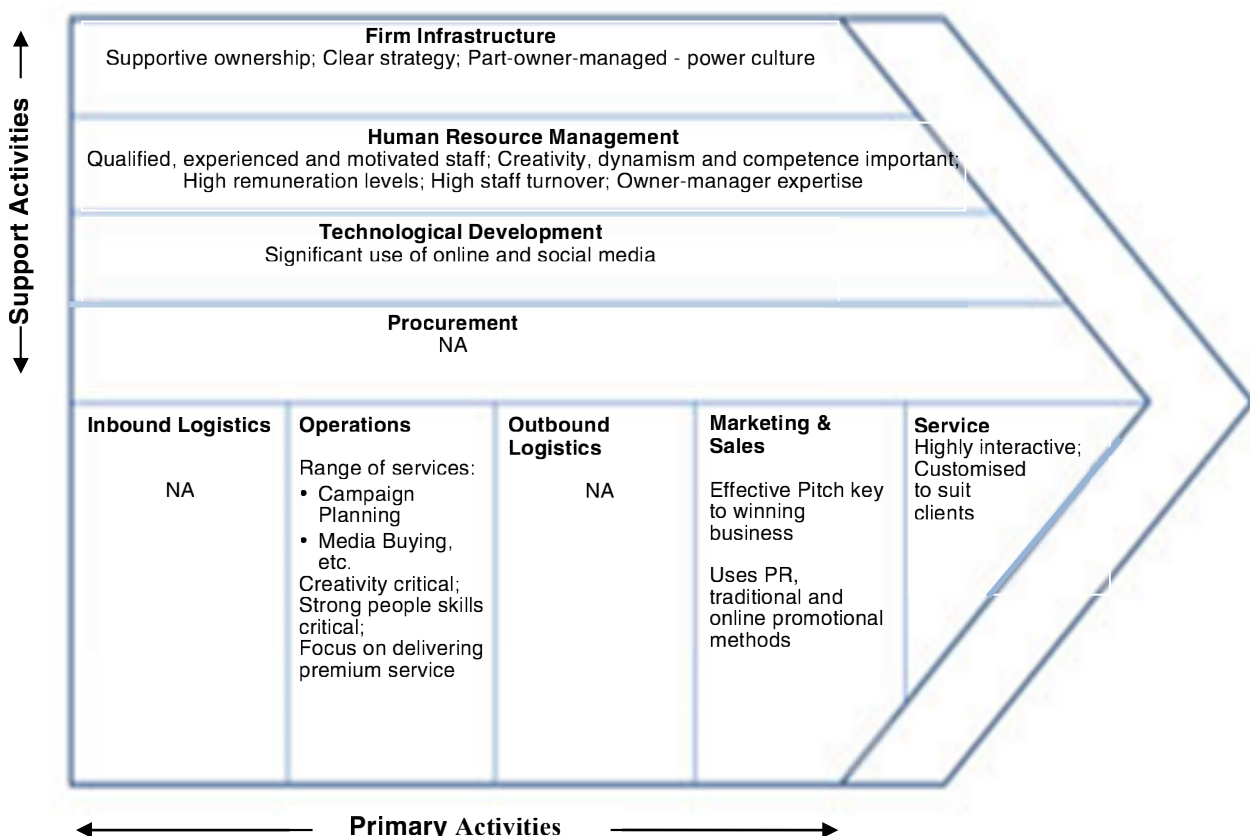 Support Activities
Firm Infrastructure
Supportive ownership; Clear strategy; Part-owner-managed - power culture
Human Resource Management
Qualified, experienced and motivated staff; Creativity, dynamism and competence important;
High remuneration levels; High staff turnover; Owner-manager expertise
Technological Development
Significant use of online and social media
Procurement
NA
Inbound Logistics
NA
Operations
Range of services:
• Campaign
Planning
• Media Buying,
etc.
Creativity critical;
Strong people skills
critical;
Focus on delivering
premium service
Outbound
Logistics
NA
Marketing &
Sales
Effective Pitch key
to winning
business
Uses PR,
traditional and
online promotional
methods
Service
Highly interactive;
Customised
to suit
clients
Primary Activities